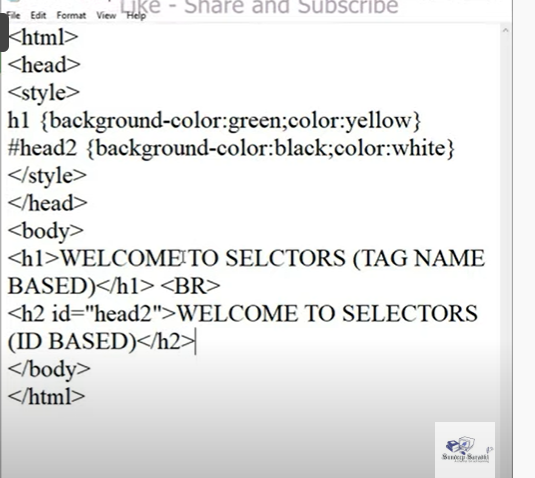 Like - Share and Subscribe
File Edit Format View Help
<html>
<head>
<style>
h1 {background-color:green;color:yellow}
#head2 {background-color:black;color:white}
</style>
</head>
<body>
<h1>WELCOME TO SELCTORS (TAG NAME
BASED)</h1> <BR>
<h2 id="head2">WELCOME TO SELECTORS
(ID BASED)</h2>
</body>
</html>